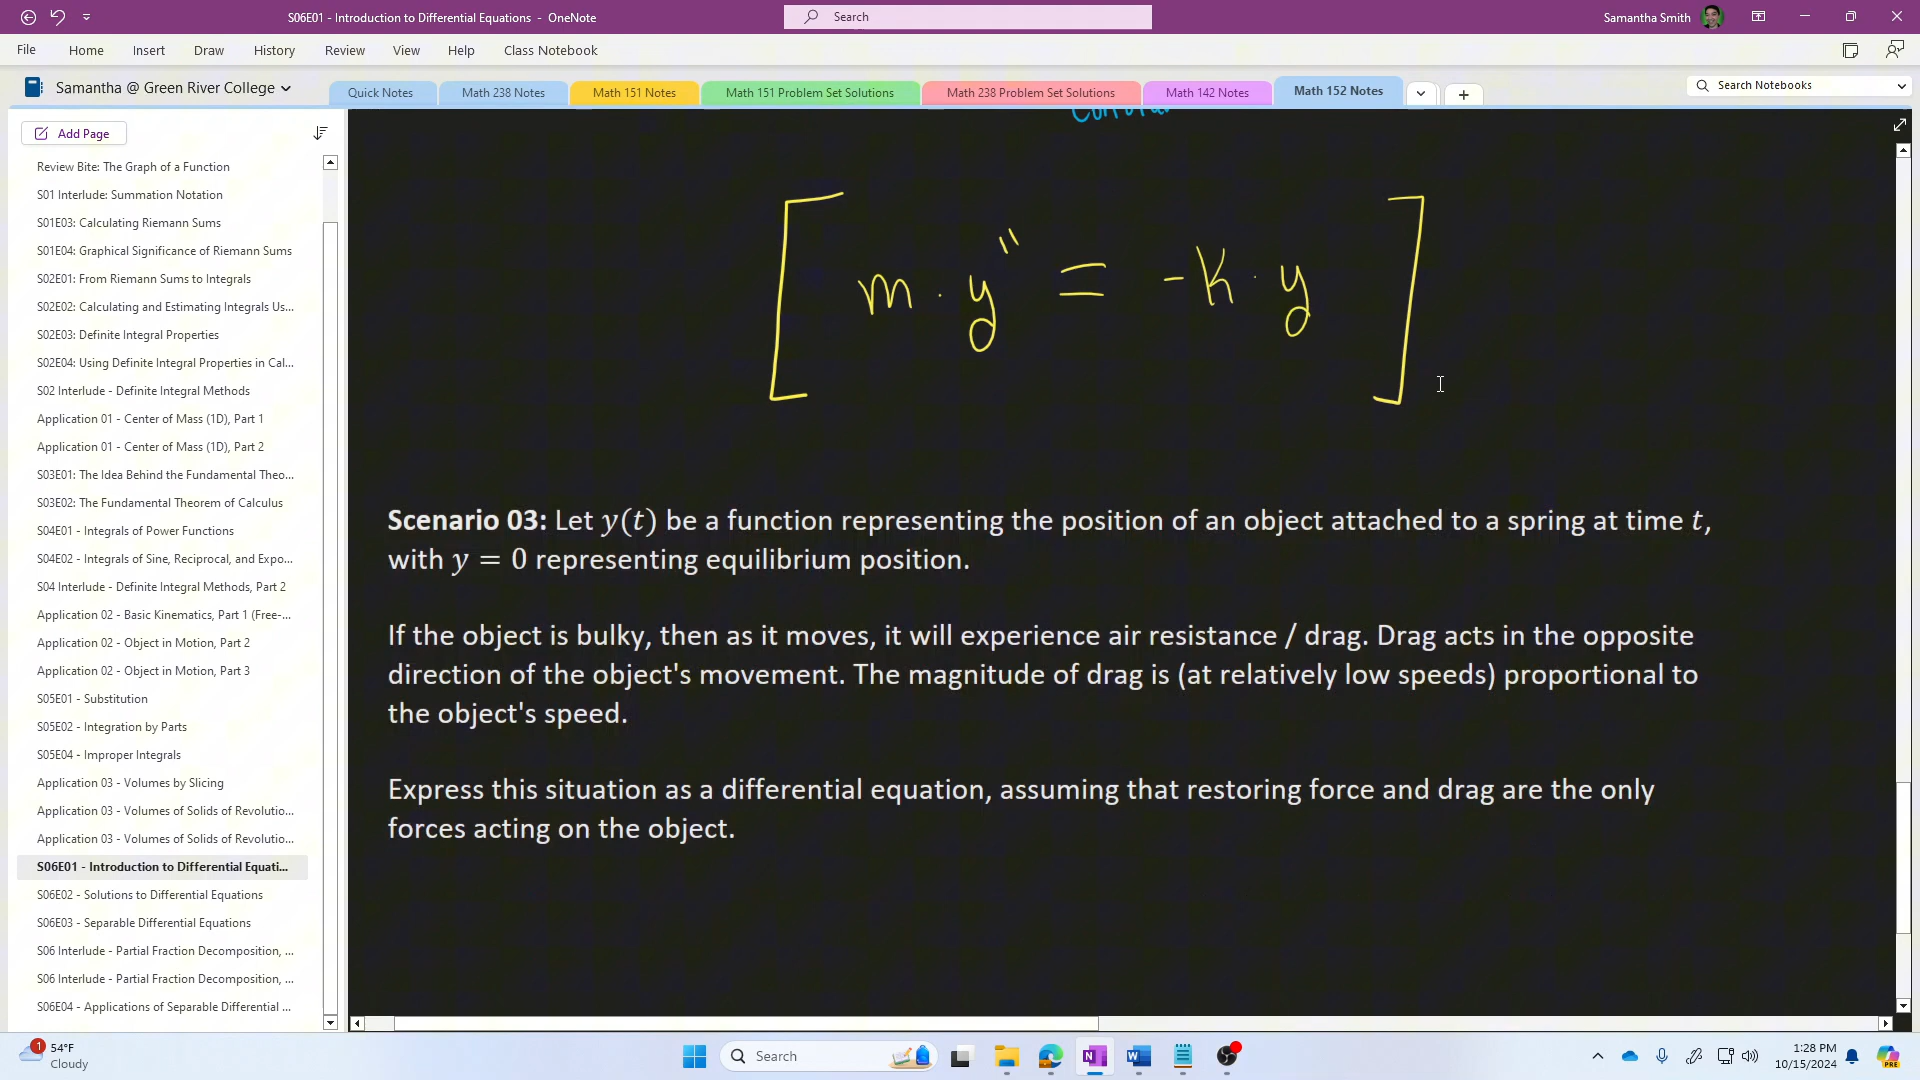 S06E01 - Introduction to Differential Equations - OneNote
Search
Samantha Smith
File Home Insert Draw History Review View Help Class Notebook
Samantha @ Green River College
Quick Notes
Math 238 Notes
Math 151 Notes
Math 151 Problem Set Solutions
Math 238 Problem Set Solutions
Math 142 Notes
Math 152 Notes
+
Search Notebooks
Add Page
Review Bite: The Graph of a Function
S01 Interlude: Summation Notation
S01E03: Calculating Riemann Sums
S01E04: Graphical Significance of Riemann Sums
S02E01: From Riemann Sums to Integrals
S02E02: Calculating and Estimating Integrals Us...
S02E03: Definite Integral Properties
S02E04: Using Definite Integral Properties in Cal...
S02 Interlude - Definite Integral Methods
Application 01 - Center of Mass (1D), Part 1
Application 01 - Center of Mass (1D), Part 2
S03E01: The Idea Behind the Fundamental Theo...
S03E02: The Fundamental Theorem of Calculus
S04E01 - Integrals of Power Functions
S04E02 - Integrals of Sine, Reciprocal, and Expo...
S04 Interlude - Definite Integral Methods, Part 2
Application 02 - Basic Kinematics, Part 1 (Free-...
Application 02 - Object in Motion, Part 2
Application 02 - Object in Motion, Part 3
S05E01 - Substitution
S05E02 - Integration by Parts
S05E04 - Improper Integrals
Application 03 - Volumes by Slicing
Application 03 - Volumes of Solids of Revolutio...
Application 03 - Volumes of Solids of Revolutio...
S06E01 - Introduction to Differential Equati...
S06E02 - Solutions to Differential Equations
S06E03 - Separable Differential Equations
S06 Interlude - Partial Fraction Decomposition, ...
S06 Interlude - Partial Fraction Decomposition, ...
S06E04 - Applications of Separable Differential ...
[ m · y" = -k · y ]
Scenario 03: Let y(t) be a function representing the position of an object attached to a spring at time t,
with y = 0 representing equilibrium position.
If the object is bulky, then as it moves, it will experience air resistance / drag. Drag acts in the opposite
direction of the object's movement. The magnitude of drag is (at relatively low speeds) proportional to
the object's speed.
Express this situation as a differential equation, assuming that restoring force and drag are the only
forces acting on the object.
1
54°F
Cloudy
Search
1:28 PM
10/15/2024
PRE